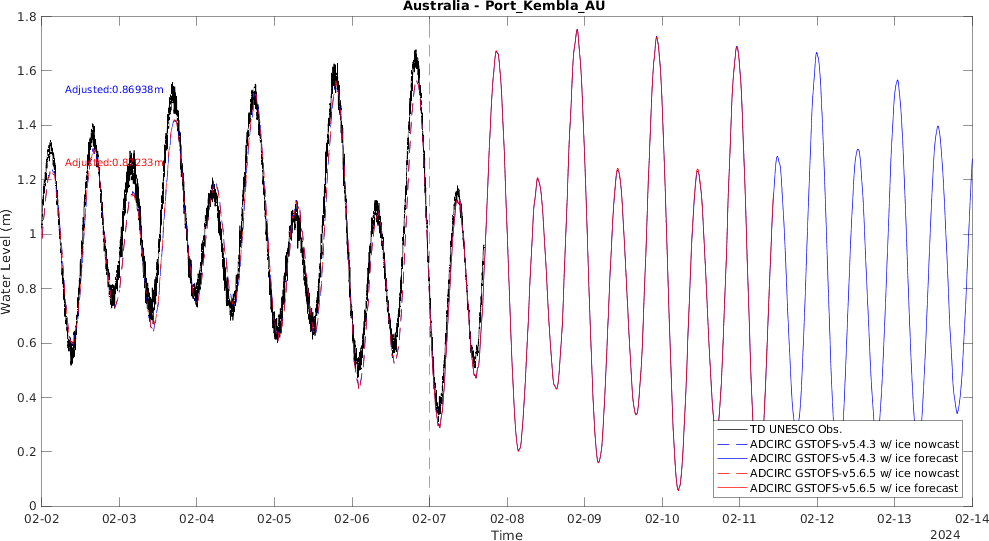 Australia - Port_Kembla_AU
1.8
1.6
1.4
1.2
1
0.8
0.6
0.4
0.2
0
Water Level (m)
Adjusted:0.86938m
TD UNESCO Obs.
ADCIRC GSTOFS-v5.4.3 w/ ice nowcast
ADCIRC GSTOFS-v5.4.3 w/ ice forecast
ADCIRC GSTOFS-v5.6.5 w/ ice nowcast
ADCIRC GSTOFS-v5.6.5 w/ ice forecast
02-02 02-03 02-04 02-05 02-06 02-07 02-08 02-09 02-10 02-11 02-12 02-13 02-14
Time
2024